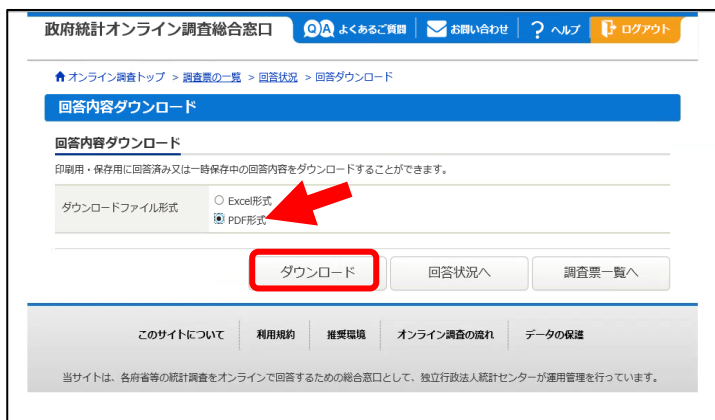 政府統計オンライン調査総合窓口 QA よくあるご質問 お問い合わせ ? ヘルプ ログアウト
オンライン調査トップ > 調査票の一覧 > 回答状況 > 回答ダウンロード
回答内容ダウンロード
回答内容ダウンロード
印刷用・保存用に回答済み又は一時保存中の回答内容をダウンロードすることができます。
ダウンロードファイル形式
Excel形式
PDF形式
ダウンロード 回答状況へ 調査票一覧へ
このサイトについて 利用規約 推奨環境 オンライン調査の流れ データの保護
当サイトは、各府省等の統計調査をオンラインで回答するための総合窓口として、独立行政法人統計センターが運用管理を行っています。